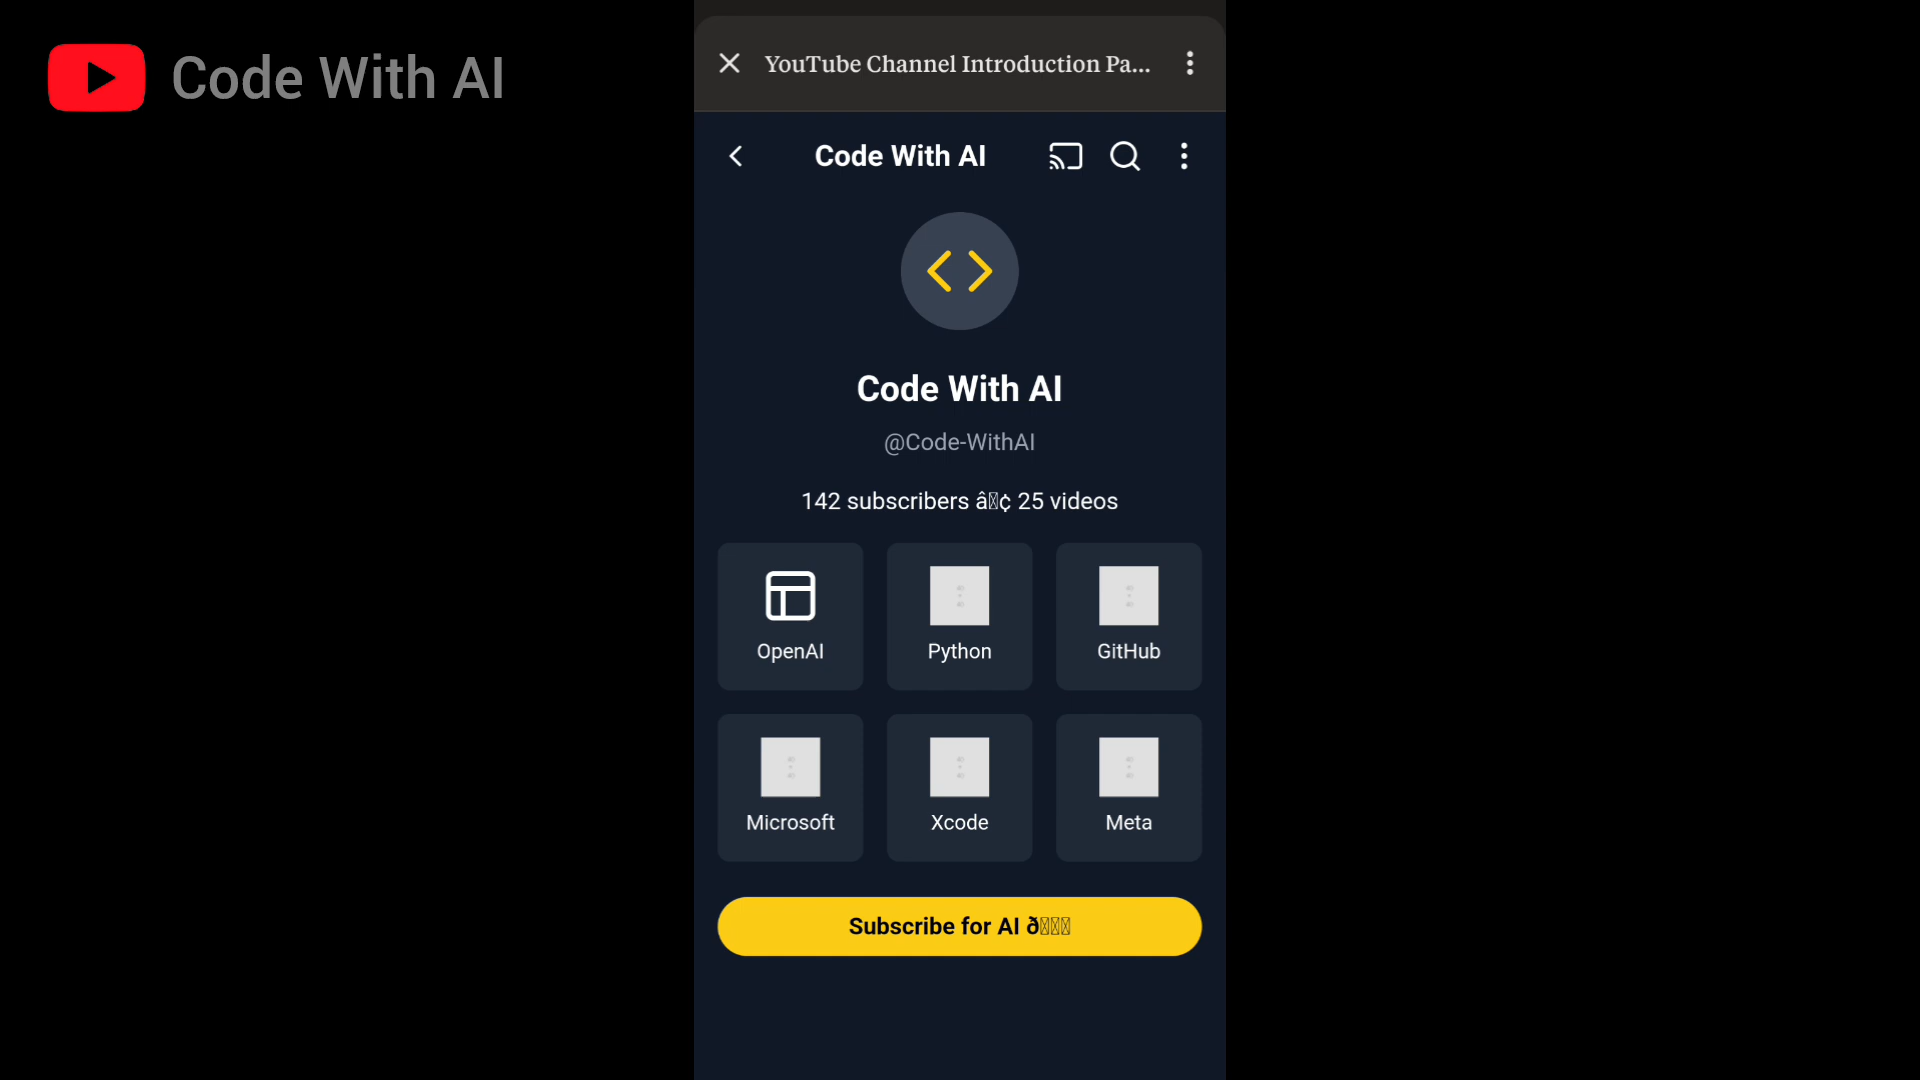 Code With AI
YouTube Channel Introduction Pa...
Code With AI
Code With AI
@Code-WithAI
142 subscribers â¢ 25 videos
OpenAI
Python
GitHub
Microsoft
Xcode
Meta
Subscribe for AI ð